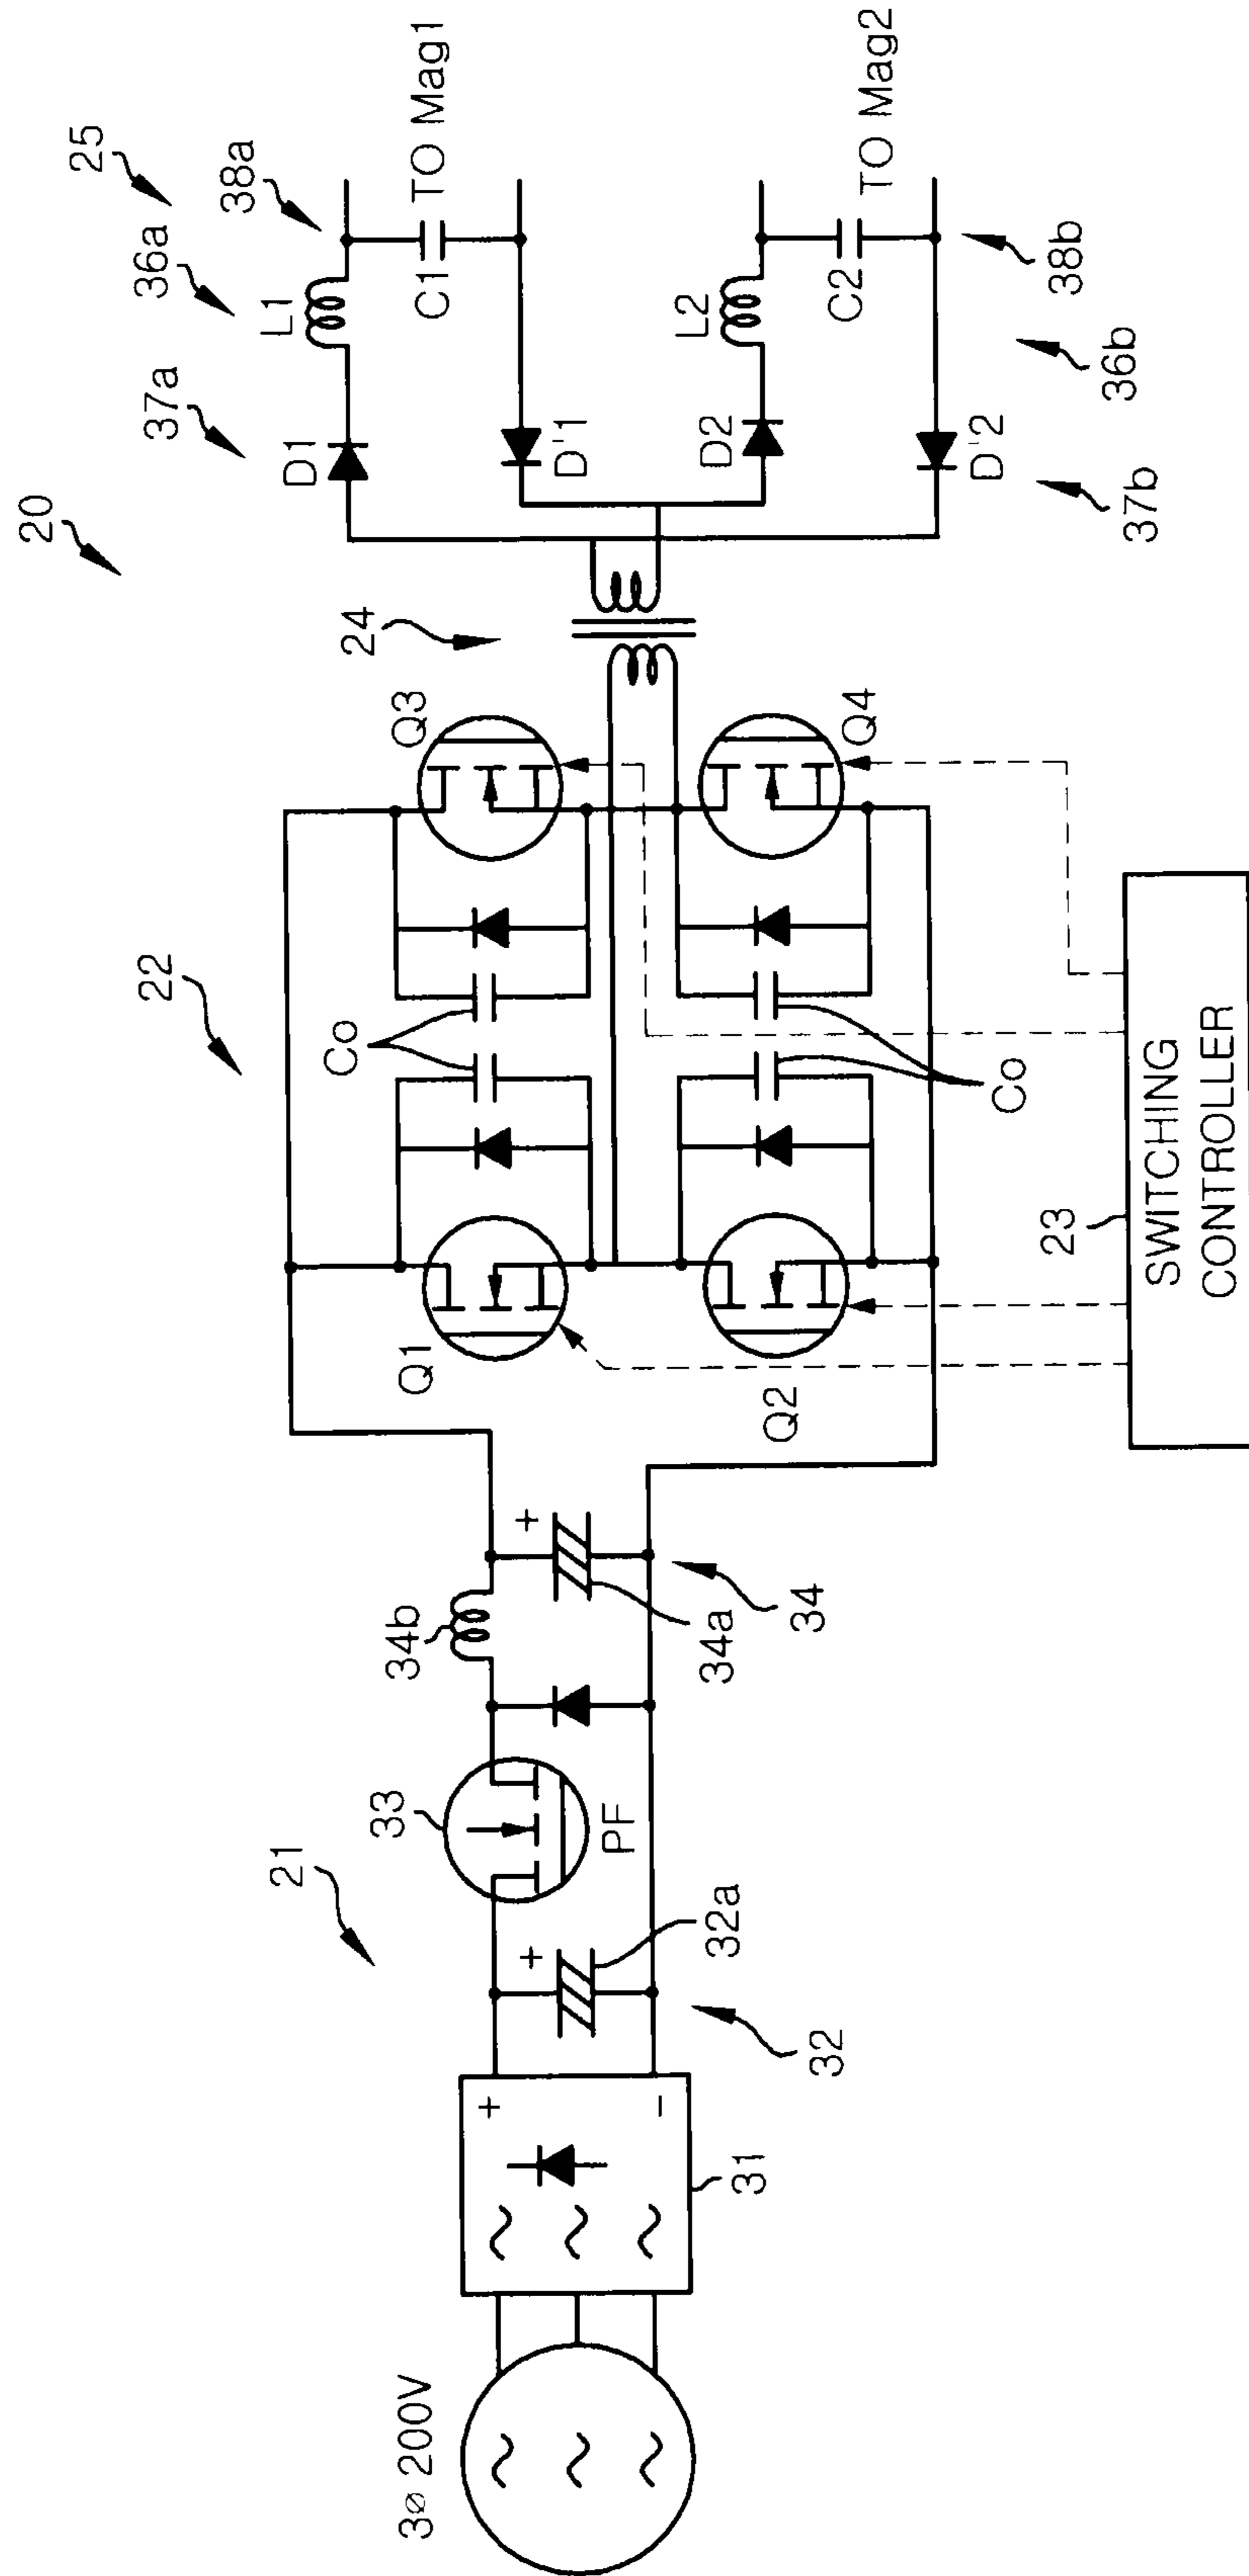 20
25
36a
38a
37a
L1
D1
C1
TO Mag1
D'1
24
22
Q3
Co
Q1
L2
D2
C2
TO Mag2
D'2
38b
36b
37b
Q4
Co
Q2
23
SWITCHING
CONTROLLER
21
33
34b
+
34a
34
PF
+
32a
32
3ø 200V
+
-
31